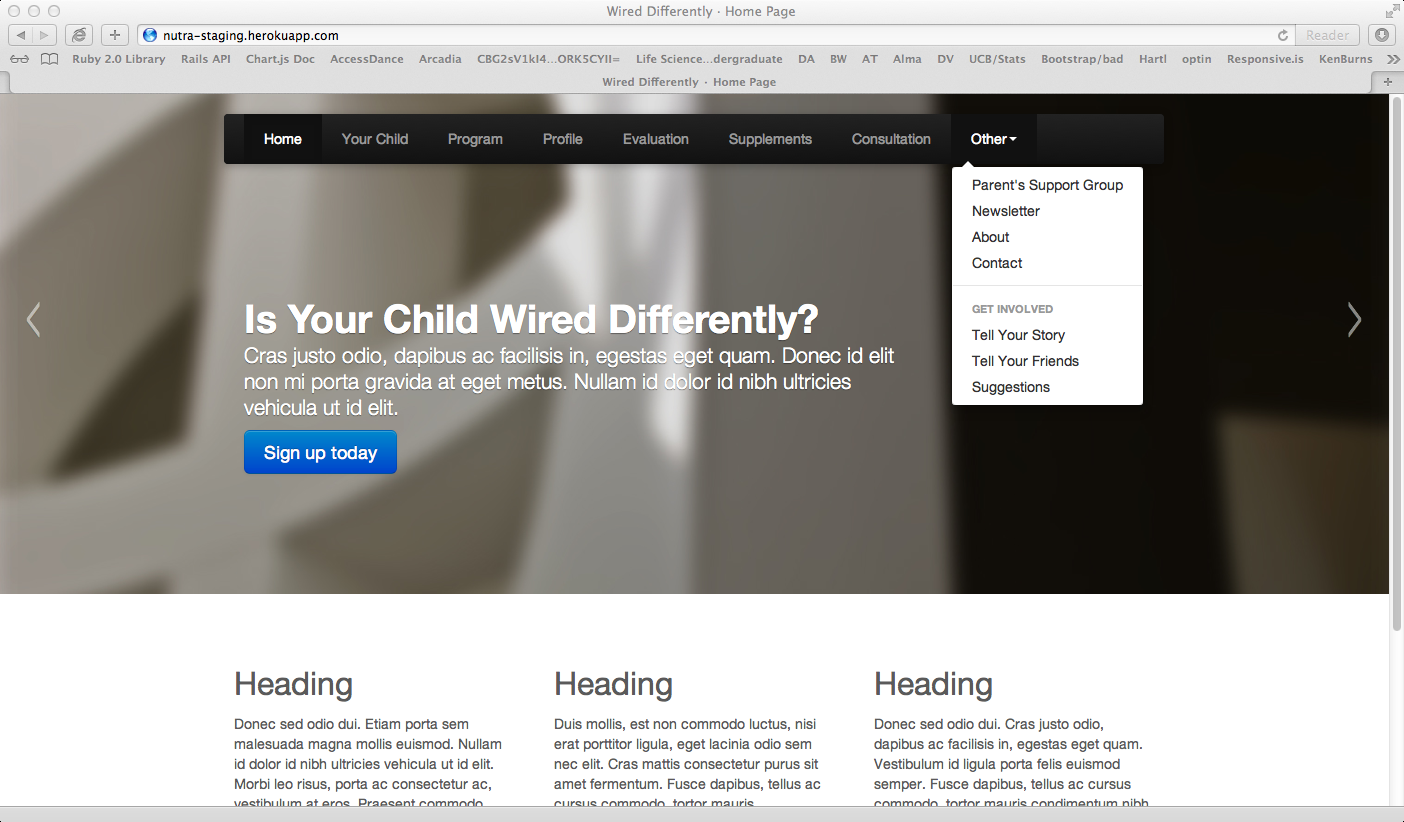 Wired Differently · Home Page
nutra-staging.herokuapp.com
Reader
Ruby 2.0 Library Rails API Chart.js Doc AccessDance Arcadia CBG2sV1kI4...ORK5CYII= Life Science...dergraduate DA BW AT Alma DV UCB/Stats Bootstrap/bad Hartl optin Responsive.is KenBurns
Wired Differently · Home Page
Home Your Child Program Profile Evaluation Supplements Consultation Other
Parent's Support Group
Newsletter
About
Contact
GET INVOLVED
Tell Your Story
Tell Your Friends
Suggestions
Is Your Child Wired Differently?
Cras justo odio, dapibus ac facilisis in, egestas eget quam. Donec id elit
non mi porta gravida at eget metus. Nullam id dolor id nibh ultricies
vehicula ut id elit.
Sign up today
Heading
Donec sed odio dui. Etiam porta sem
malesuada magna mollis euismod. Nullam
id dolor id nibh ultricies vehicula ut id elit.
Morbi leo risus, porta ac consectetur ac,
vestibulum at eros. Praesent commodo
Heading
Duis mollis, est non commodo luctus, nisi
erat porttitor ligula, eget lacinia odio sem
nec elit. Cras mattis consectetur purus sit
amet fermentum. Fusce dapibus, tellus ac
cursus commodo, tortor mauris
Heading
Donec sed odio dui. Cras justo odio,
dapibus ac facilisis in, egestas eget quam.
Vestibulum id ligula porta felis euismod
semper. Fusce dapibus, tellus ac cursus
commodo, tortor mauris condimentum nibh